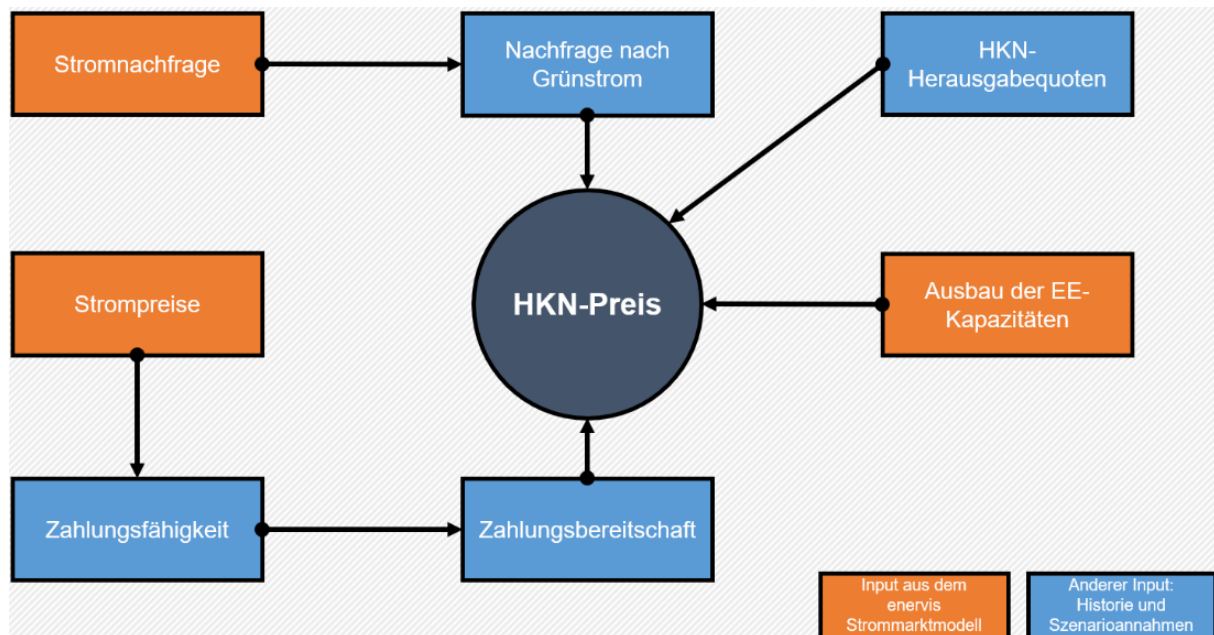 Stromnachfrage
Nachfrage nach
Grünstrom
HKN-
Herausgabequoten
Strompreise
HKN-Preis
Ausbau der EE-
Kapazitäten
Zahlungsfähigkeit
Zahlungsbereitschaft
Input aus dem
enervis
Strommarktmodell
Anderer Input:
Historie und
Szenarioannahmen